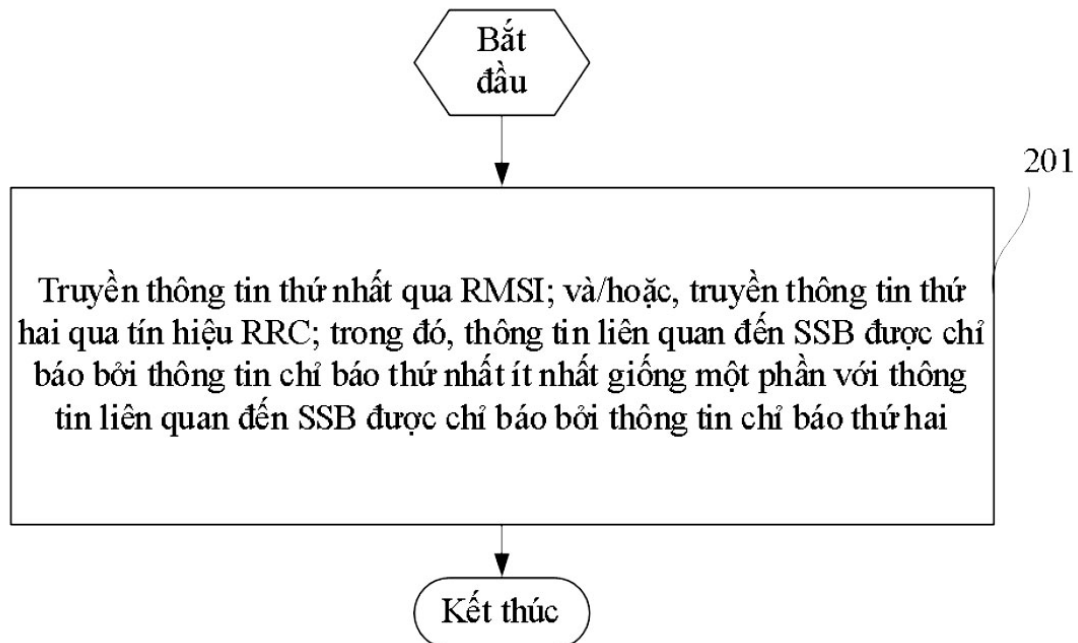 Bắt
đầu
201
Truyền thông tin thứ nhất qua RMSI; và/hoặc, truyền thông tin thứ
hai qua tín hiệu RRC; trong đó, thông tin liên quan đến SSB được chỉ
báo bởi thông tin chỉ báo thứ nhất ít nhất giống một phần với thông
tin liên quan đến SSB được chỉ báo bởi thông tin chỉ báo thứ hai
Kết thúc